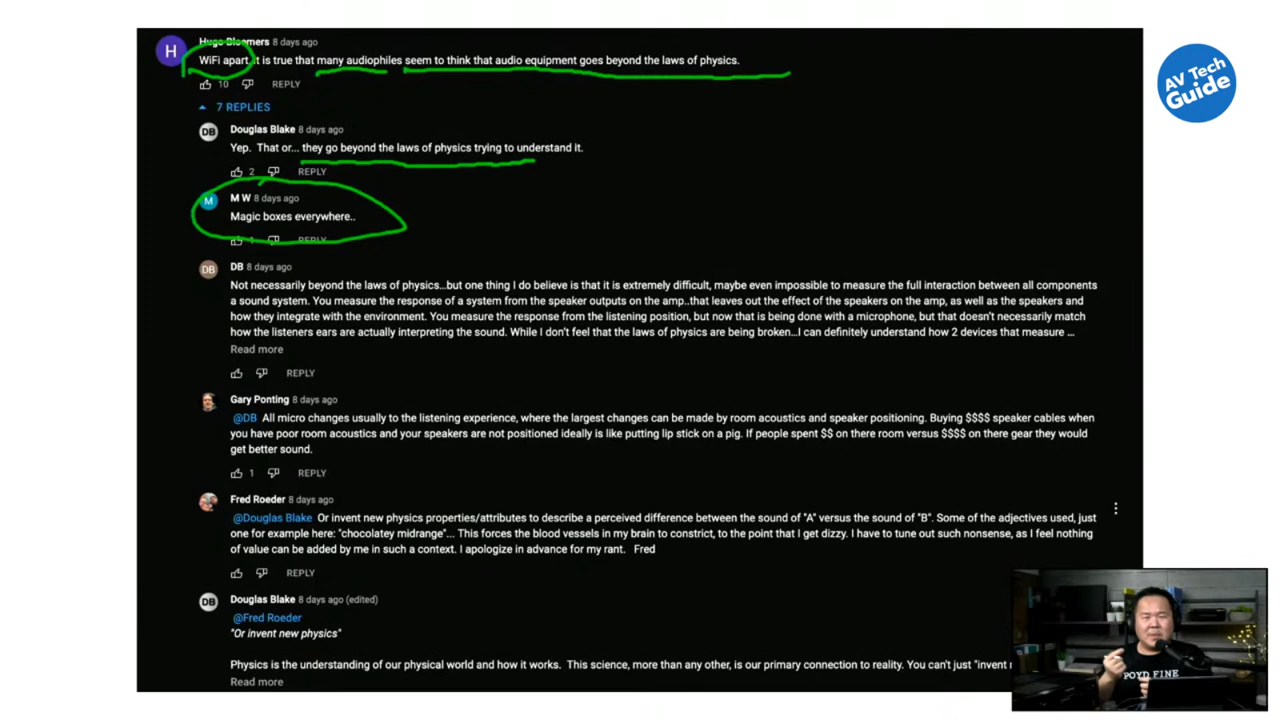 H
Hugo Bloomers 8 days ago
WiFi apart, it is true that many audiophiles seem to think that audio equipment goes beyond the laws of physics.
10 REPLY
7 REPLIES
DB
Douglas Blake 8 days ago
Yep. That or... they go beyond the laws of physics trying to understand it.
2 REPLY
M
M W 8 days ago
Magic boxes everywhere..
1 REPLY
DB
DB 8 days ago
Not necessarily beyond the laws of physics...but one thing I do believe is that it is extremely difficult, maybe even impossible to measure the full interaction between all components
a sound system. You measure the response of a system from the speaker outputs on the amp..that leaves out the effect of the speakers on the amp, as well as the speakers and
how they integrate with the environment. You measure the response from the listening position, but now that is being done with a microphone, but that doesn't necessarily match
how the listeners ears are actually interpreting the sound. While I don't feel that the laws of physics are being broken...I can definitely understand how 2 devices that measure ...
Read more
REPLY
Gary Ponting 8 days ago
@DB All micro changes usually to the listening experience, where the largest changes can be made by room acoustics and speaker positioning. Buying $$$$ speaker cables when
you have poor room acoustics and your speakers are not positioned ideally is like putting lip stick on a pig. If people spent $$ on there room versus $$$$ on there gear they would
get better sound.
1 REPLY
Fred Roeder 8 days ago
@Douglas Blake Or invent new physics properties/attributes to describe a perceived difference between the sound of "A" versus the sound of "B". Some of the adjectives used, just
one for example here: "chocolatey midrange"... This forces the blood vessels in my brain to constrict, to the point that I get dizzy. I have to tune out such nonsense, as I feel nothing
of value can be added by me in such a context. I apologize in advance for my rant. Fred
REPLY
DB
Douglas Blake 8 days ago (edited)
@Fred Roeder
"Or invent new physics"
Physics is the understanding of our physical world and how it works. This science, more than any other, is our primary connection to reality. You can't just "invent
Read more
AV Tech
Guide
POYD FINE